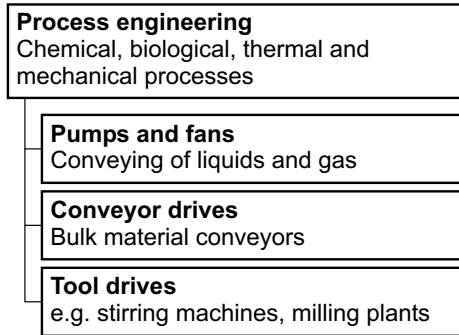 Process engineering
Chemical, biological, thermal and
mechanical processes
Pumps and fans
Conveying of liquids and gas
Conveyor drives
Bulk material conveyors
Tool drives
e.g. stirring machines, milling plants